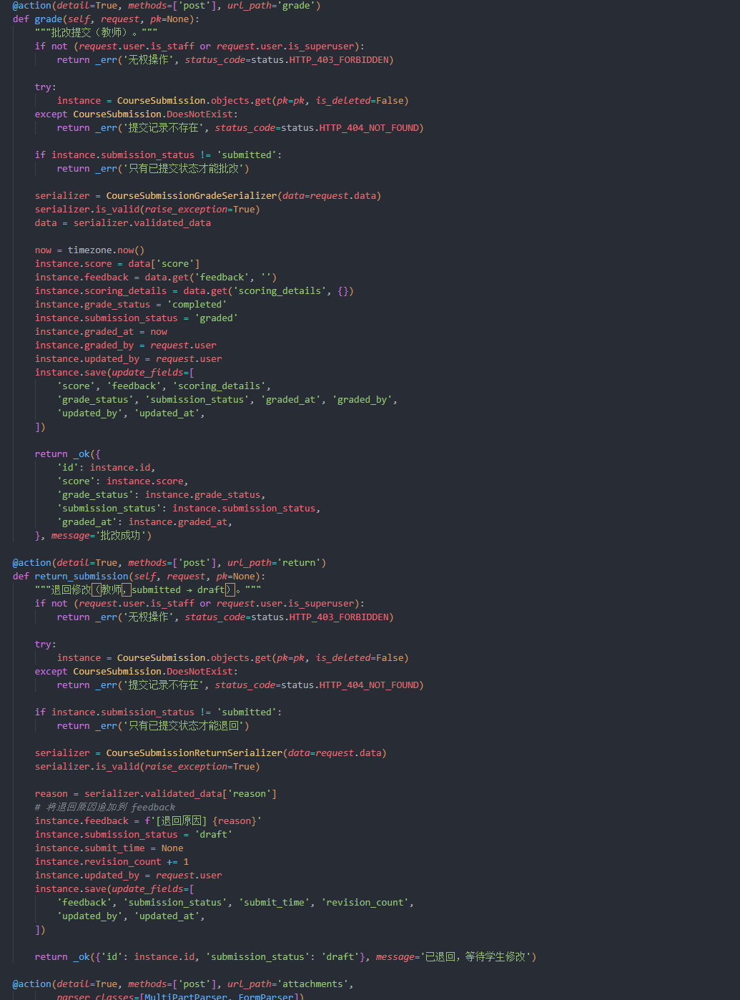 @action(detail=True, methods=['post'], url_path='grade')
def grade(self, request, pk=None):
    """批改提交（教师）。"""
    if not (request.user.is_staff or request.user.is_superuser):
        return _err('无权操作', status_code=status.HTTP_403_FORBIDDEN)

    try:
        instance = CourseSubmission.objects.get(pk=pk, is_deleted=False)
    except CourseSubmission.DoesNotExist:
        return _err('提交记录不存在', status_code=status.HTTP_404_NOT_FOUND)

    if instance.submission_status != 'submitted':
        return _err('只有已提交状态才能批改')

    serializer = CourseSubmissionGradeSerializer(data=request.data)
    serializer.is_valid(raise_exception=True)
    data = serializer.validated_data

    now = timezone.now()
    instance.score = data['score']
    instance.feedback = data.get('feedback', '')
    instance.scoring_details = data.get('scoring_details', {})
    instance.grade_status = 'completed'
    instance.submission_status = 'graded'
    instance.graded_at = now
    instance.graded_by = request.user
    instance.updated_by = request.user
    instance.save(update_fields=[
        'score', 'feedback', 'scoring_details',
        'grade_status', 'submission_status', 'graded_at', 'graded_by',
        'updated_by', 'updated_at',
    ])

    return _ok({
        'id': instance.id,
        'score': instance.score,
        'grade_status': instance.grade_status,
        'submission_status': instance.submission_status,
        'graded_at': instance.graded_at,
    }, message='批改成功')

@action(detail=True, methods=['post'], url_path='return')
def return_submission(self, request, pk=None):
    """退回修改（教师，submitted → draft）。"""
    if not (request.user.is_staff or request.user.is_superuser):
        return _err('无权操作', status_code=status.HTTP_403_FORBIDDEN)

    try:
        instance = CourseSubmission.objects.get(pk=pk, is_deleted=False)
    except CourseSubmission.DoesNotExist:
        return _err('提交记录不存在', status_code=status.HTTP_404_NOT_FOUND)

    if instance.submission_status != 'submitted':
        return _err('只有已提交状态才能退回')

    serializer = CourseSubmissionReturnSerializer(data=request.data)
    serializer.is_valid(raise_exception=True)

    reason = serializer.validated_data['reason']
    # 将退回原因追加到 feedback
    instance.feedback = f'[退回原因] {reason}'
    instance.submission_status = 'draft'
    instance.submit_time = None
    instance.revision_count += 1
    instance.updated_by = request.user
    instance.save(update_fields=[
        'feedback', 'submission_status', 'submit_time', 'revision_count',
        'updated_by', 'updated_at',
    ])

    return _ok({'id': instance.id, 'submission_status': 'draft'}, message='已退回，等待学生修改')

@action(detail=True, methods=['post'], url_path='attachments',
        parser_classes=[MultiPartParser, FormParser])